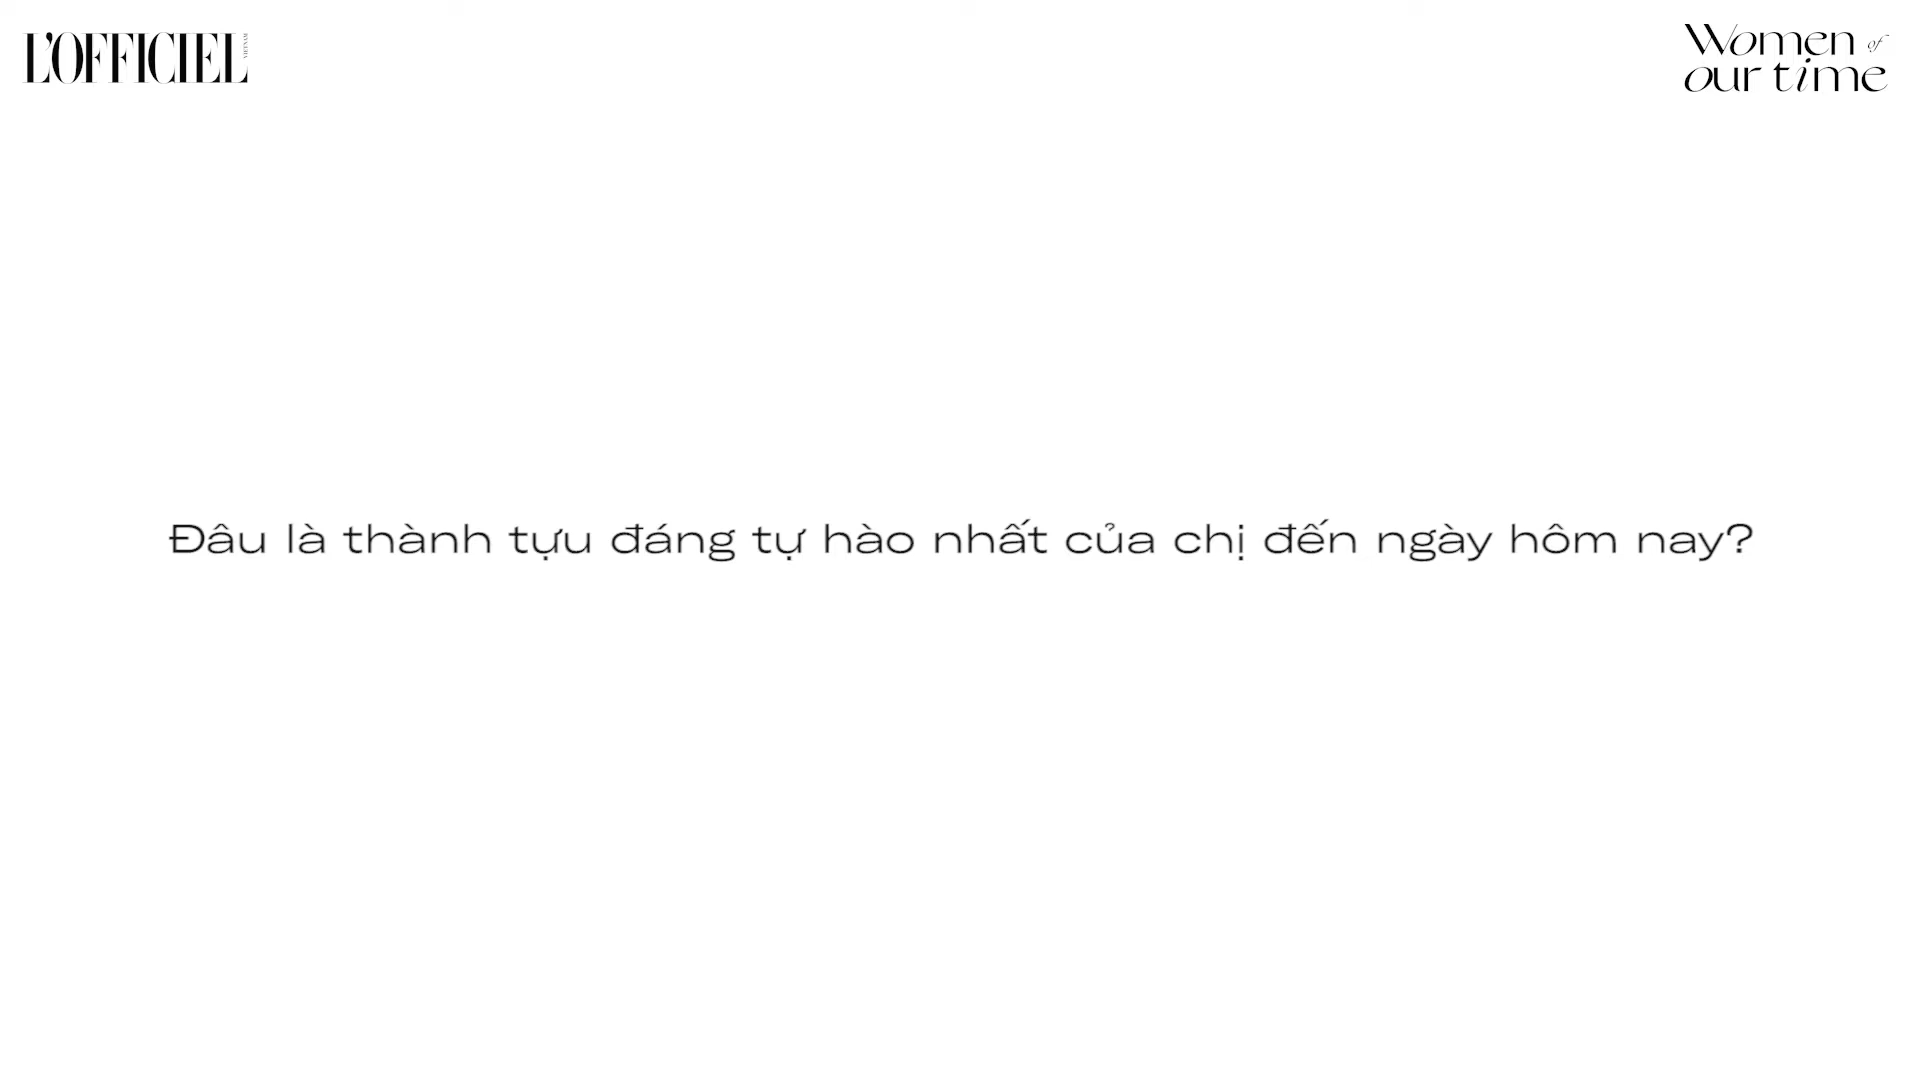 L'OFFICIEL
VIETNAM
Women of
our time
Đâu là thành tựu đáng tự hào nhất của chị đến ngày hôm nay?